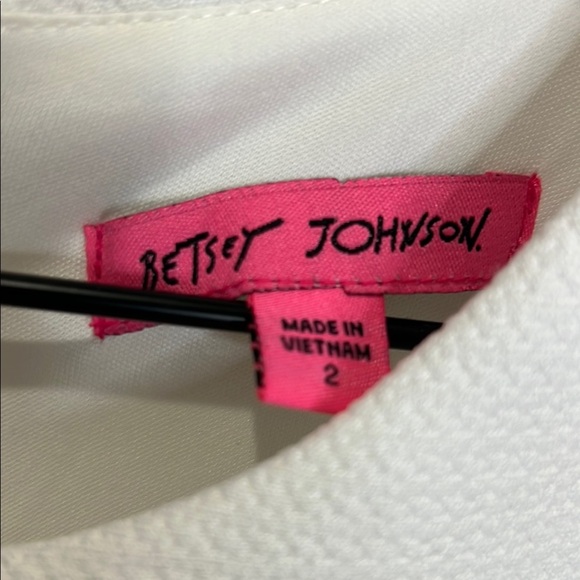 BETSEY JOHNSON.
MADE IN
VIETNAM
2